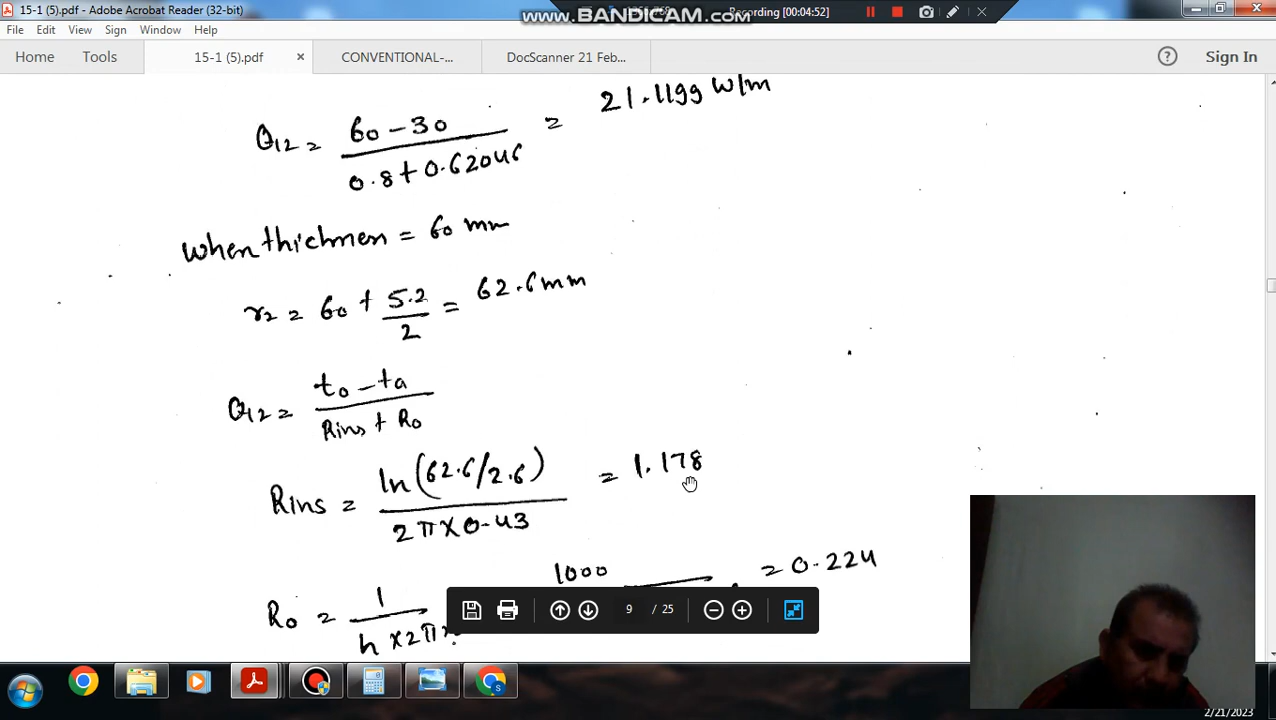 15-1 (5).pdf - Adobe Acrobat Reader (32-bit)
www.BANDICAM.com
Recording [00:04:52]
File Edit View Sign Window Help
Home Tools 15-1 (5).pdf × CONVENTIONAL-... DocScanner 21 Feb... Sign In
21.1199 W/m
Q12 = 60 - 30 / 0.8 + 0.62046 =
when thichmen = 60 mm
r2 = 60 + 5.2/2 = 62.6 mm
Q12 = to - ta / Rins + Ro
Rins = ln(62.6/2.6) / 2π × 0.43 = 1.178
Ro = 1 / h × 2π 1000 = 0.224
9 / 25
2/21/2023